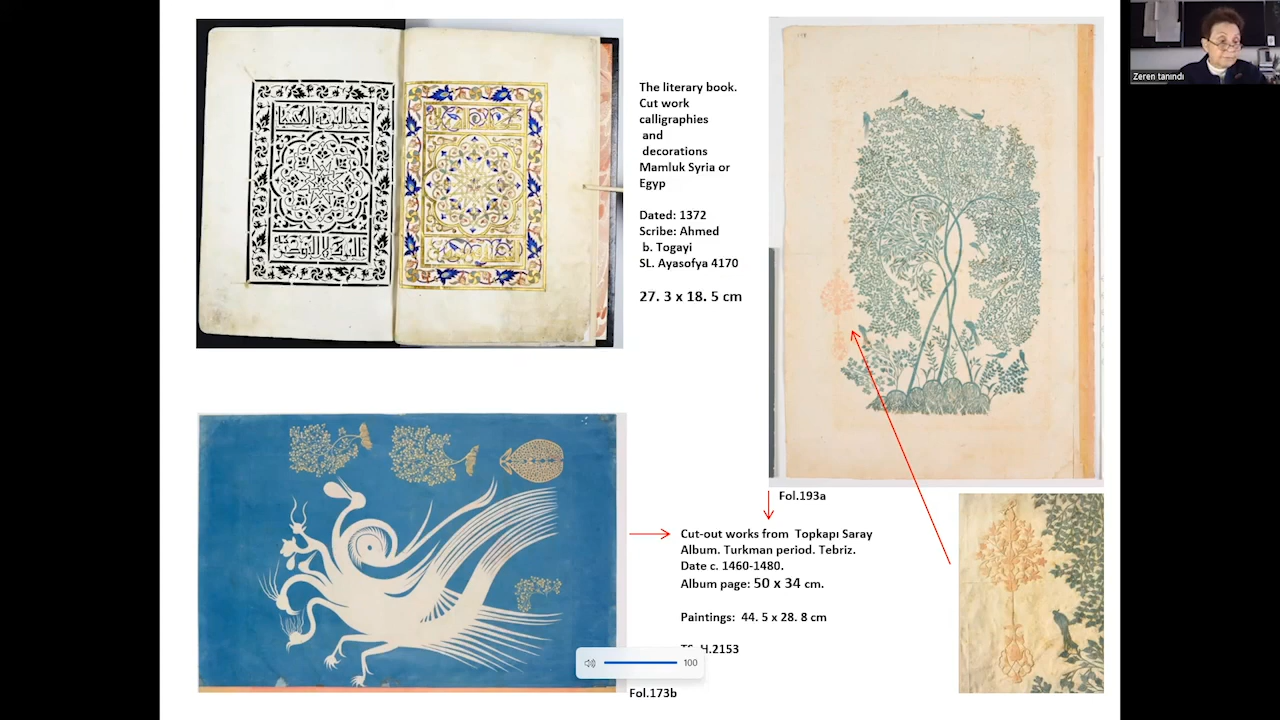 The literary book.
Cut work
calligraphies
and
decorations
Mamluk Syria or
Egyp
Dated: 1372
Scribe: Ahmed
b. Togayi
SL. Ayasofya 4170
27. 3 x 18. 5 cm
Zeren tanındı
Fol.193a
Cut-out works from Topkapı Saray
Album. Turkman period. Tebriz.
Date c. 1460-1480.
Album page: 50 x 34 cm.
Paintings: 44. 5 x 28. 8 cm
H.2153
100
Fol.173b